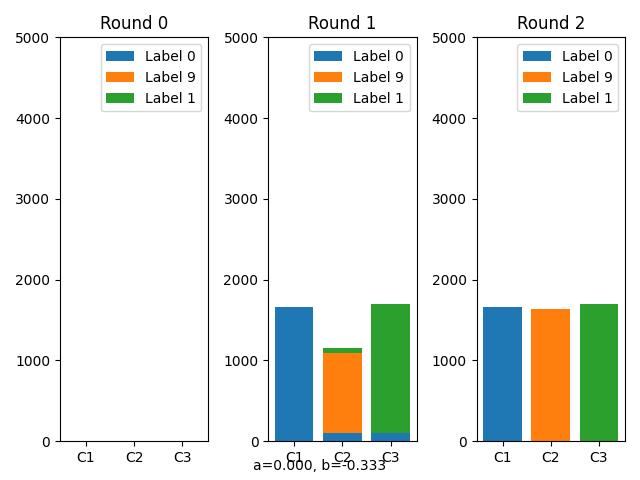 Round 0
5000
4000
3000
2000
1000
0
Label 0
Label 9
Label 1
C1 C2 C3
Round 1
5000
4000
3000
2000
1000
0
Label 0
Label 9
Label 1
C1 C2 C3
Round 2
5000
4000
3000
2000
1000
0
Label 0
Label 9
Label 1
C1 C2 C3
a=0.000, b=-0.333